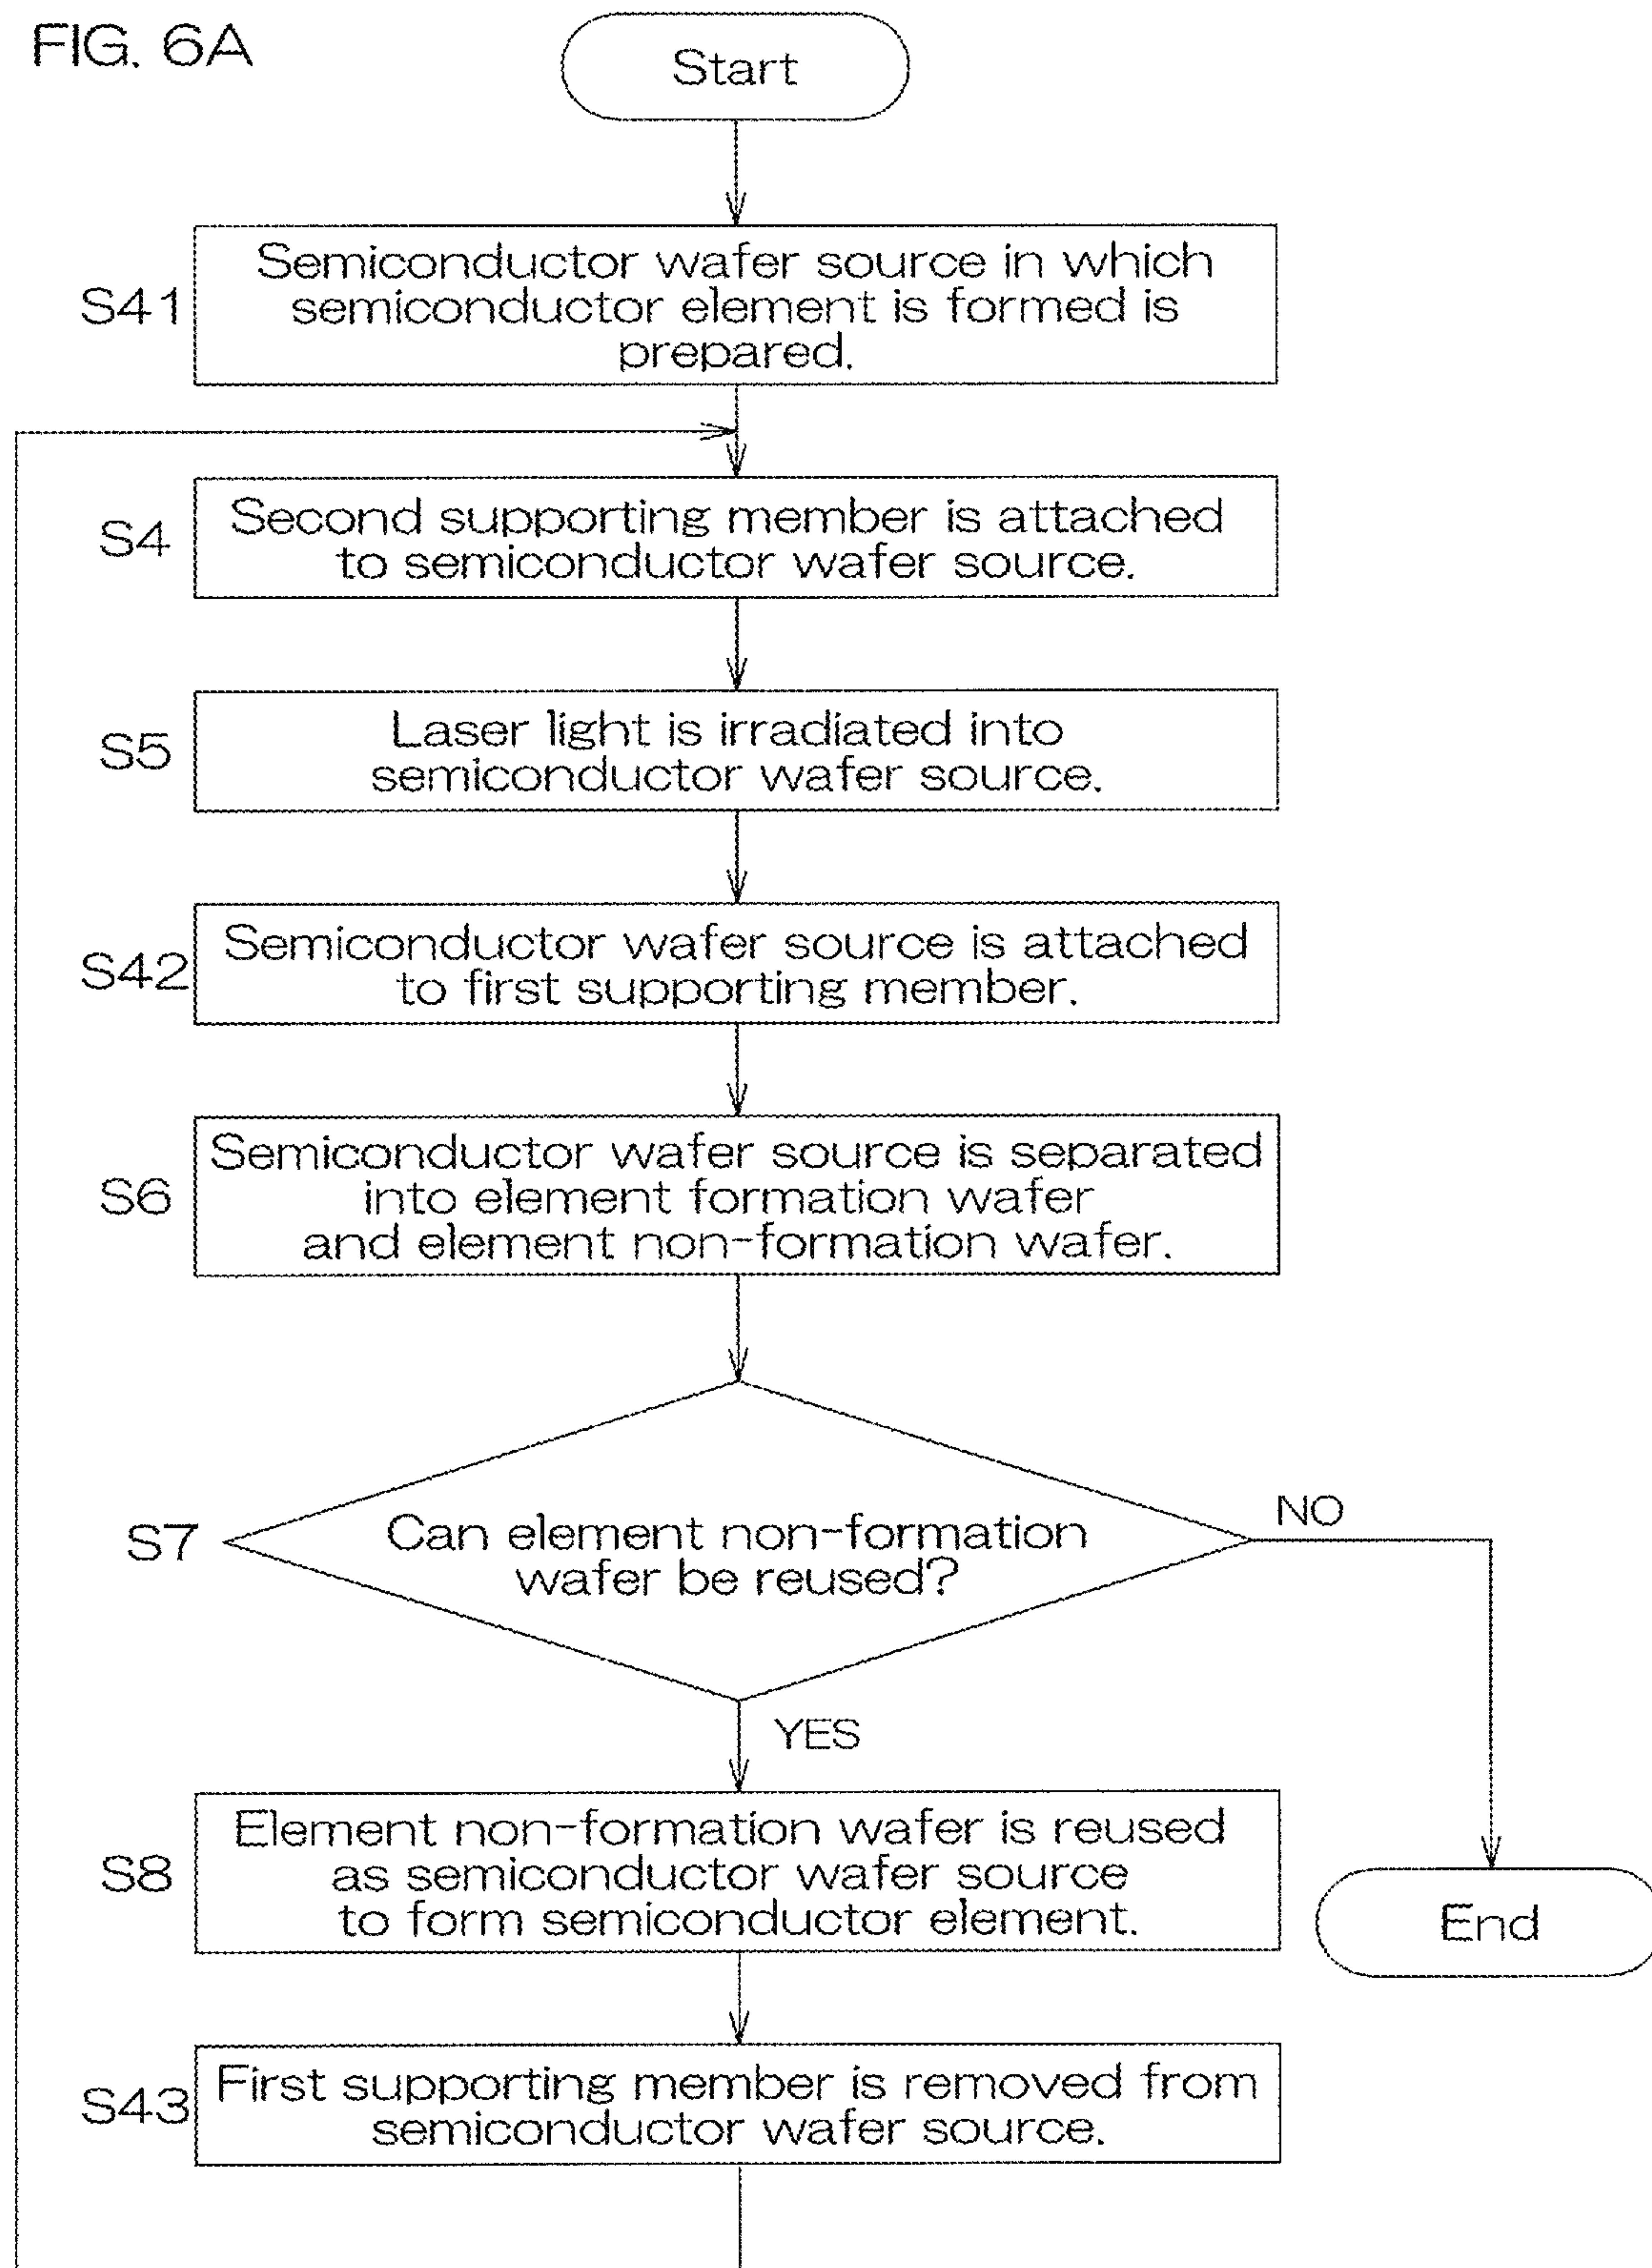 FIG. 6A
Start
S41
Semiconductor wafer source in which
semiconductor element is formed is
prepared.
S4
Second supporting member is attached
to semiconductor wafer source.
S5
Laser light is irradiated into
semiconductor wafer source.
S42
Semiconductor wafer source is attached
to first supporting member.
S6
Semiconductor wafer source is separated
into element formation wafer
and element non-formation wafer.
S7
Can element non-formation
wafer be reused?
NO
YES
S8
Element non-formation wafer is reused
as semiconductor wafer source
to form semiconductor element.
End
S43
First supporting member is removed from
semiconductor wafer source.